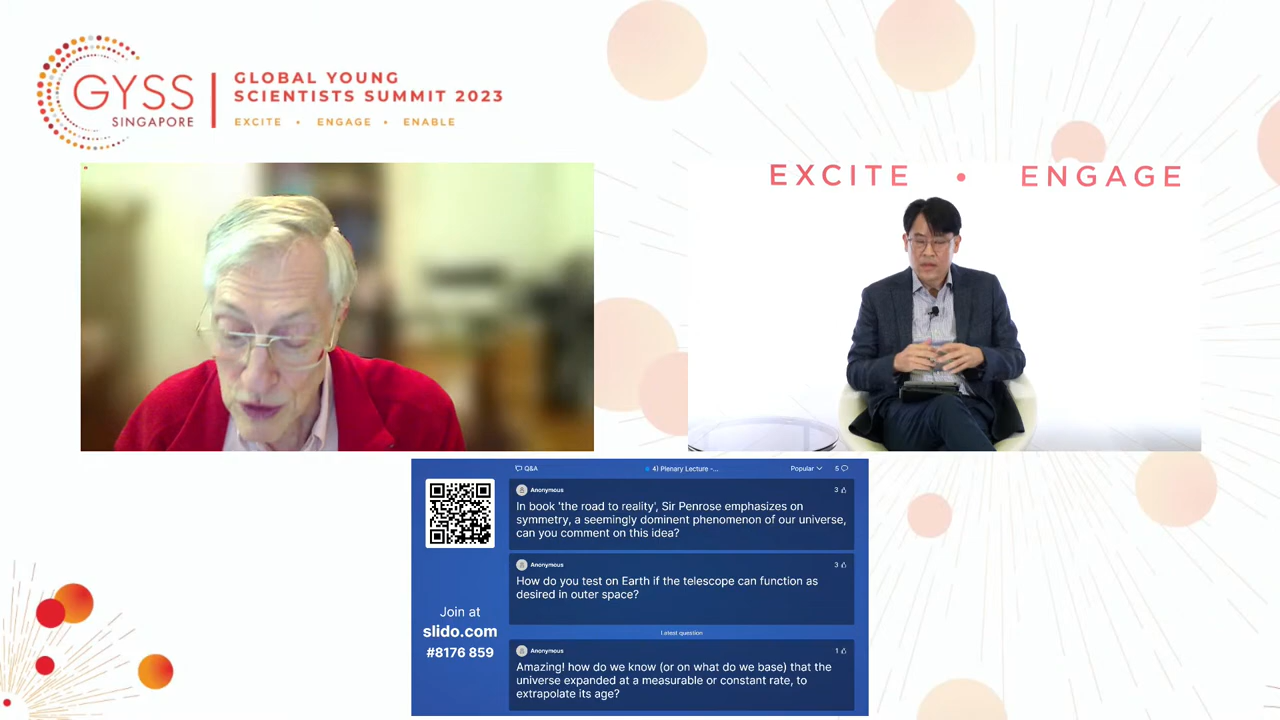 GYSS
SINGAPORE
GLOBAL YOUNG
SCIENTISTS SUMMIT 2023
EXCITE • ENGAGE • ENABLE
EXCITE • ENGAGE
Q&A
4) Plenary Lecture -...
Popular
5
Anonymous
3
In book 'the road to reality', Sir Penrose emphasizes on
symmetry, a seemingly dominent phenomenon of our universe,
can you comment on this idea?
Anonymous
3
How do you test on Earth if the telescope can function as
desired in outer space?
Latest question
Anonymous
1
Amazing! how do we know (or on what do we base) that the
universe expanded at a measurable or constant rate, to
extrapolate its age?
Join at
slido.com
#8176 859